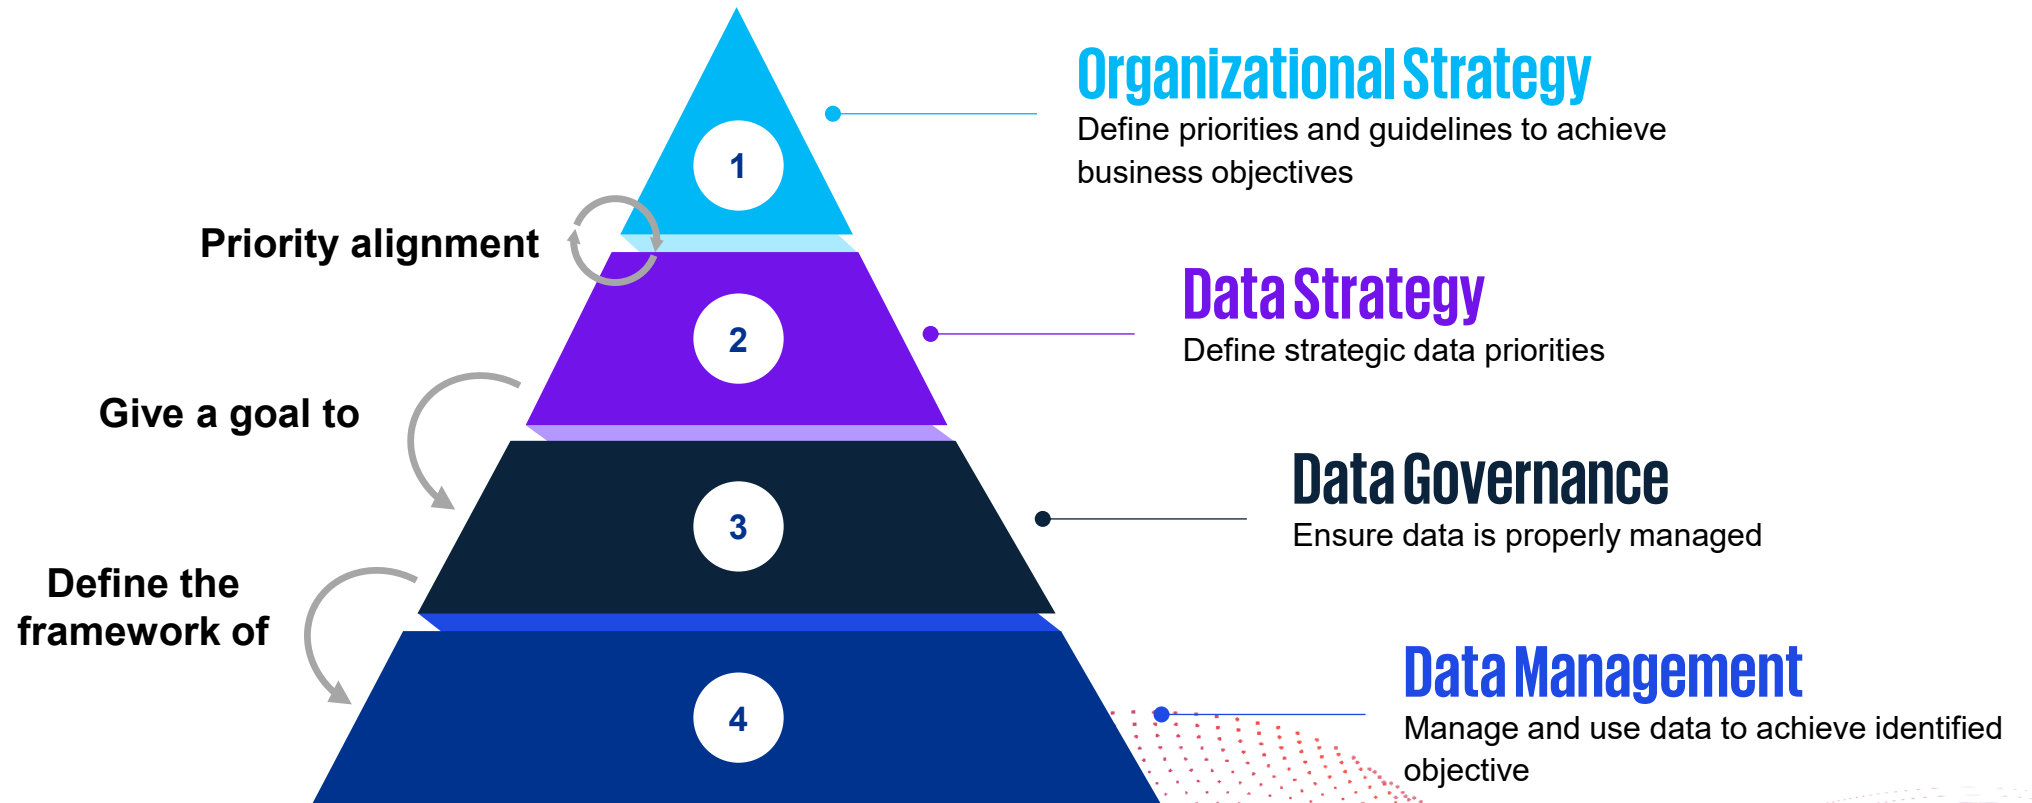 Organizational Strategy
Define priorities and guidelines to achieve
business objectives
1
Priority alignment
Data Strategy
Define strategic data priorities
2
Give a goal to
Data Governance
Ensure data is properly managed
3
Define the
framework of
Data Management
Manage and use data to achieve identified
objective
4